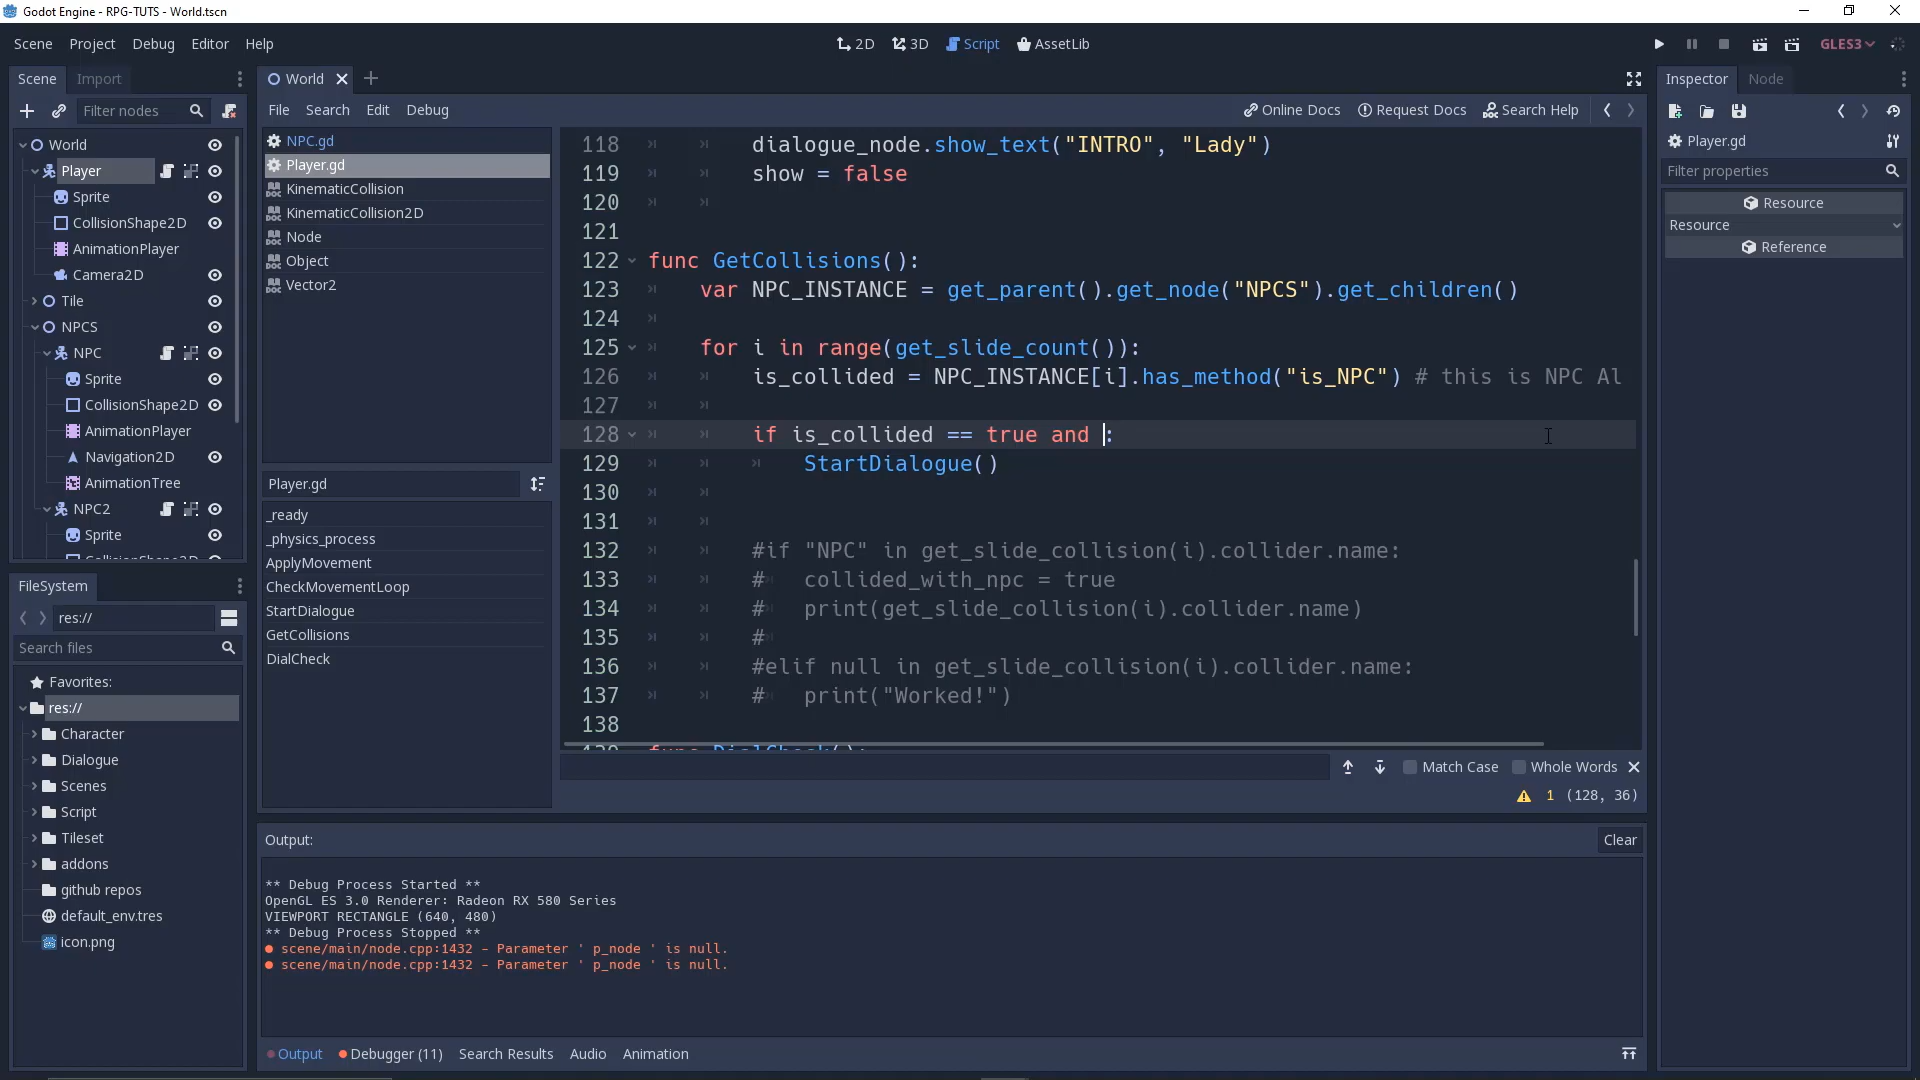 Godot Engine - RPG-TUTS - World.tscn
Scene Project Debug Editor Help
2D 3D Script AssetLib
GLES3
Scene Import
World
Inspector Node
Filter nodes
File Search Edit Debug
Online Docs Request Docs Search Help
World
Player
Sprite
CollisionShape2D
AnimationPlayer
Camera2D
Tile
NPCS
NPC
Sprite
CollisionShape2D
AnimationPlayer
Navigation2D
AnimationTree
NPC2
Sprite
NPC.gd
Player.gd
KinematicCollision
KinematicCollision2D
Node
Object
Vector2
Player.gd
_ready
_physics_process
ApplyMovement
CheckMovementLoop
StartDialogue
GetCollisions
DialCheck
118 dialogue_node.show_text("INTRO", "Lady")
119 show = false
120
121
122 func GetCollisions():
123 var NPC_INSTANCE = get_parent().get_node("NPCS").get_children()
124
125 for i in range(get_slide_count()):
126 is_collided = NPC_INSTANCE[i].has_method("is_NPC") # this is NPC Al
127
128 if is_collided == true and :
129 StartDialogue()
130
131
132 #if "NPC" in get_slide_collision(i).collider.name:
133 # collided_with_npc = true
134 # print(get_slide_collision(i).collider.name)
135 #
136 #elif null in get_slide_collision(i).collider.name:
137 # print("Worked!")
138
139 func DialCheck():
Match Case Whole Words
1 (128, 36)
Player.gd
Filter properties
Resource
Resource
Reference
FileSystem
res://
Search files
Favorites:
res://
Character
Dialogue
Scenes
Script
Tileset
addons
github repos
default_env.tres
icon.png
Output: Clear
** Debug Process Started **
OpenGL ES 3.0 Renderer: Radeon RX 580 Series
VIEWPORT RECTANGLE (640, 480)
** Debug Process Stopped **
scene/main/node.cpp:1432 - Parameter ' p_node ' is null.
scene/main/node.cpp:1432 - Parameter ' p_node ' is null.
Output Debugger (11) Search Results Audio Animation